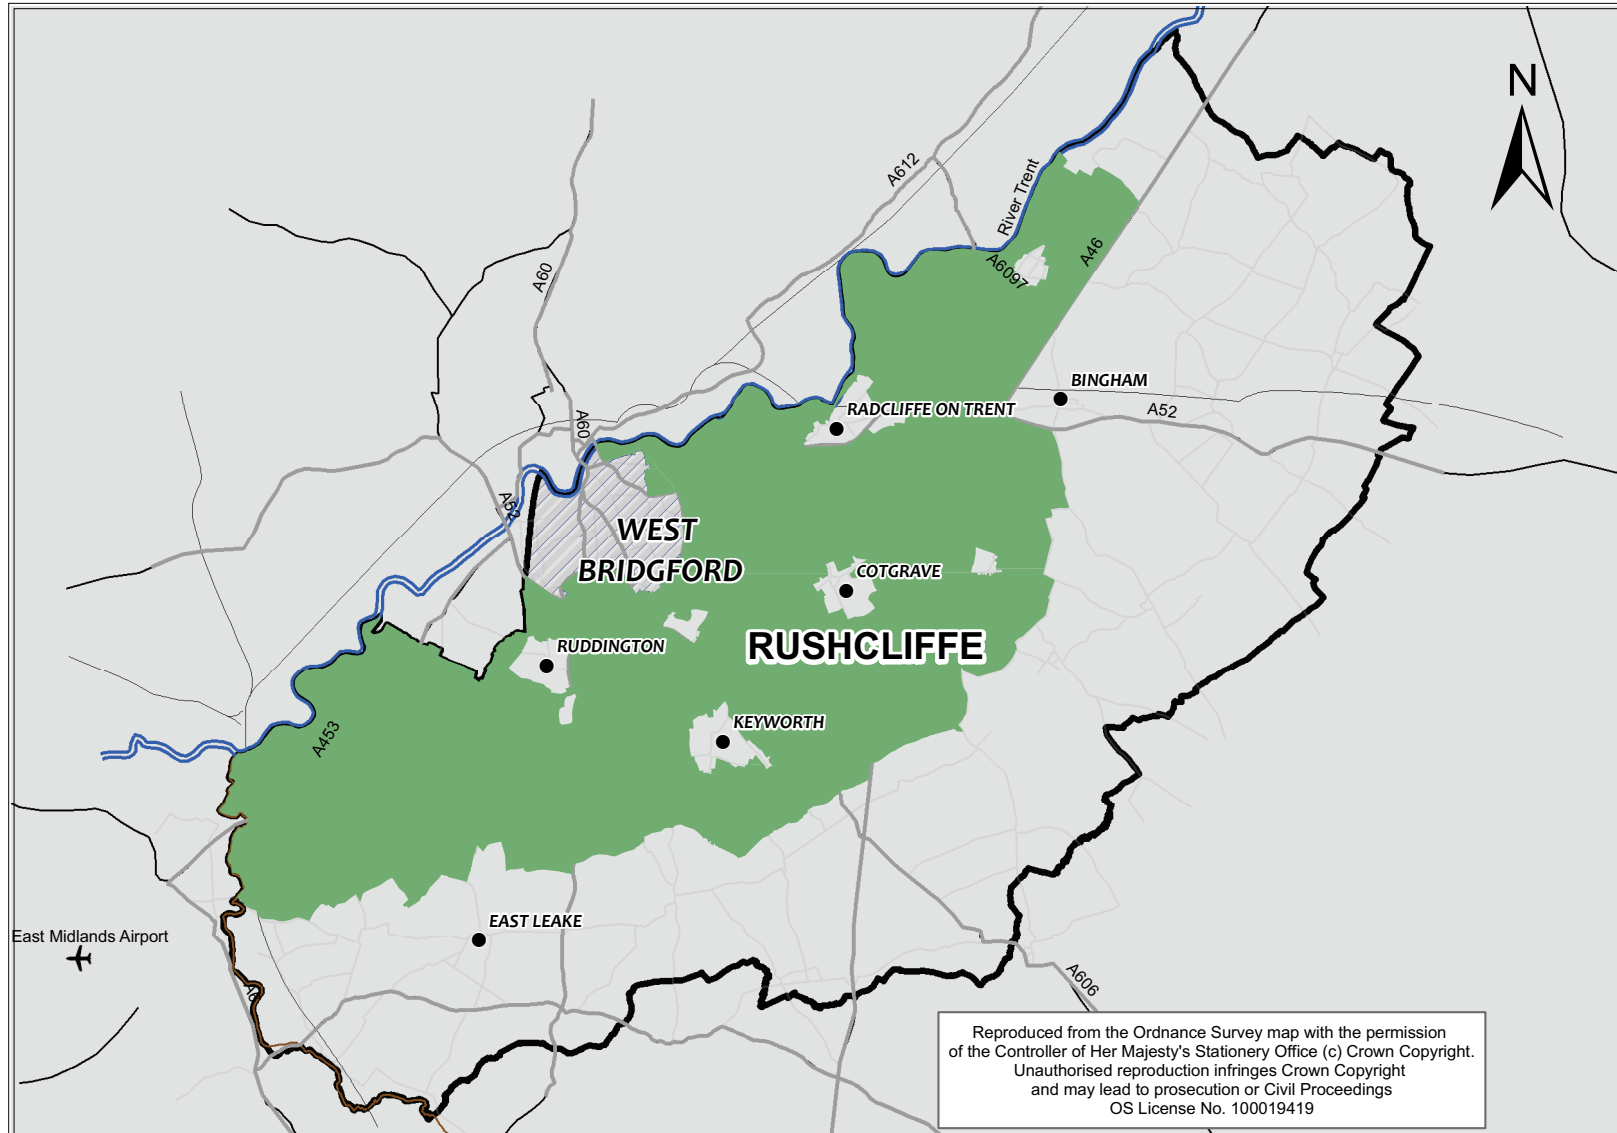 N
A612
River Trent
A60
A6097
A46
BINGHAM
A52
RADCLIFFE ON TRENT
A60
A52
WEST
BRIDGFORD
COTGRAVE
RUSHCLIFFE
RUDDINGTON
KEYWORTH
A453
EAST LEAKE
East Midlands Airport
A6
A606
Reproduced from the Ordnance Survey map with the permission
of the Controller of Her Majesty's Stationery Office (c) Crown Copyright.
Unauthorised reproduction infringes Crown Copyright
and may lead to prosecution or Civil Proceedings
OS License No. 100019419